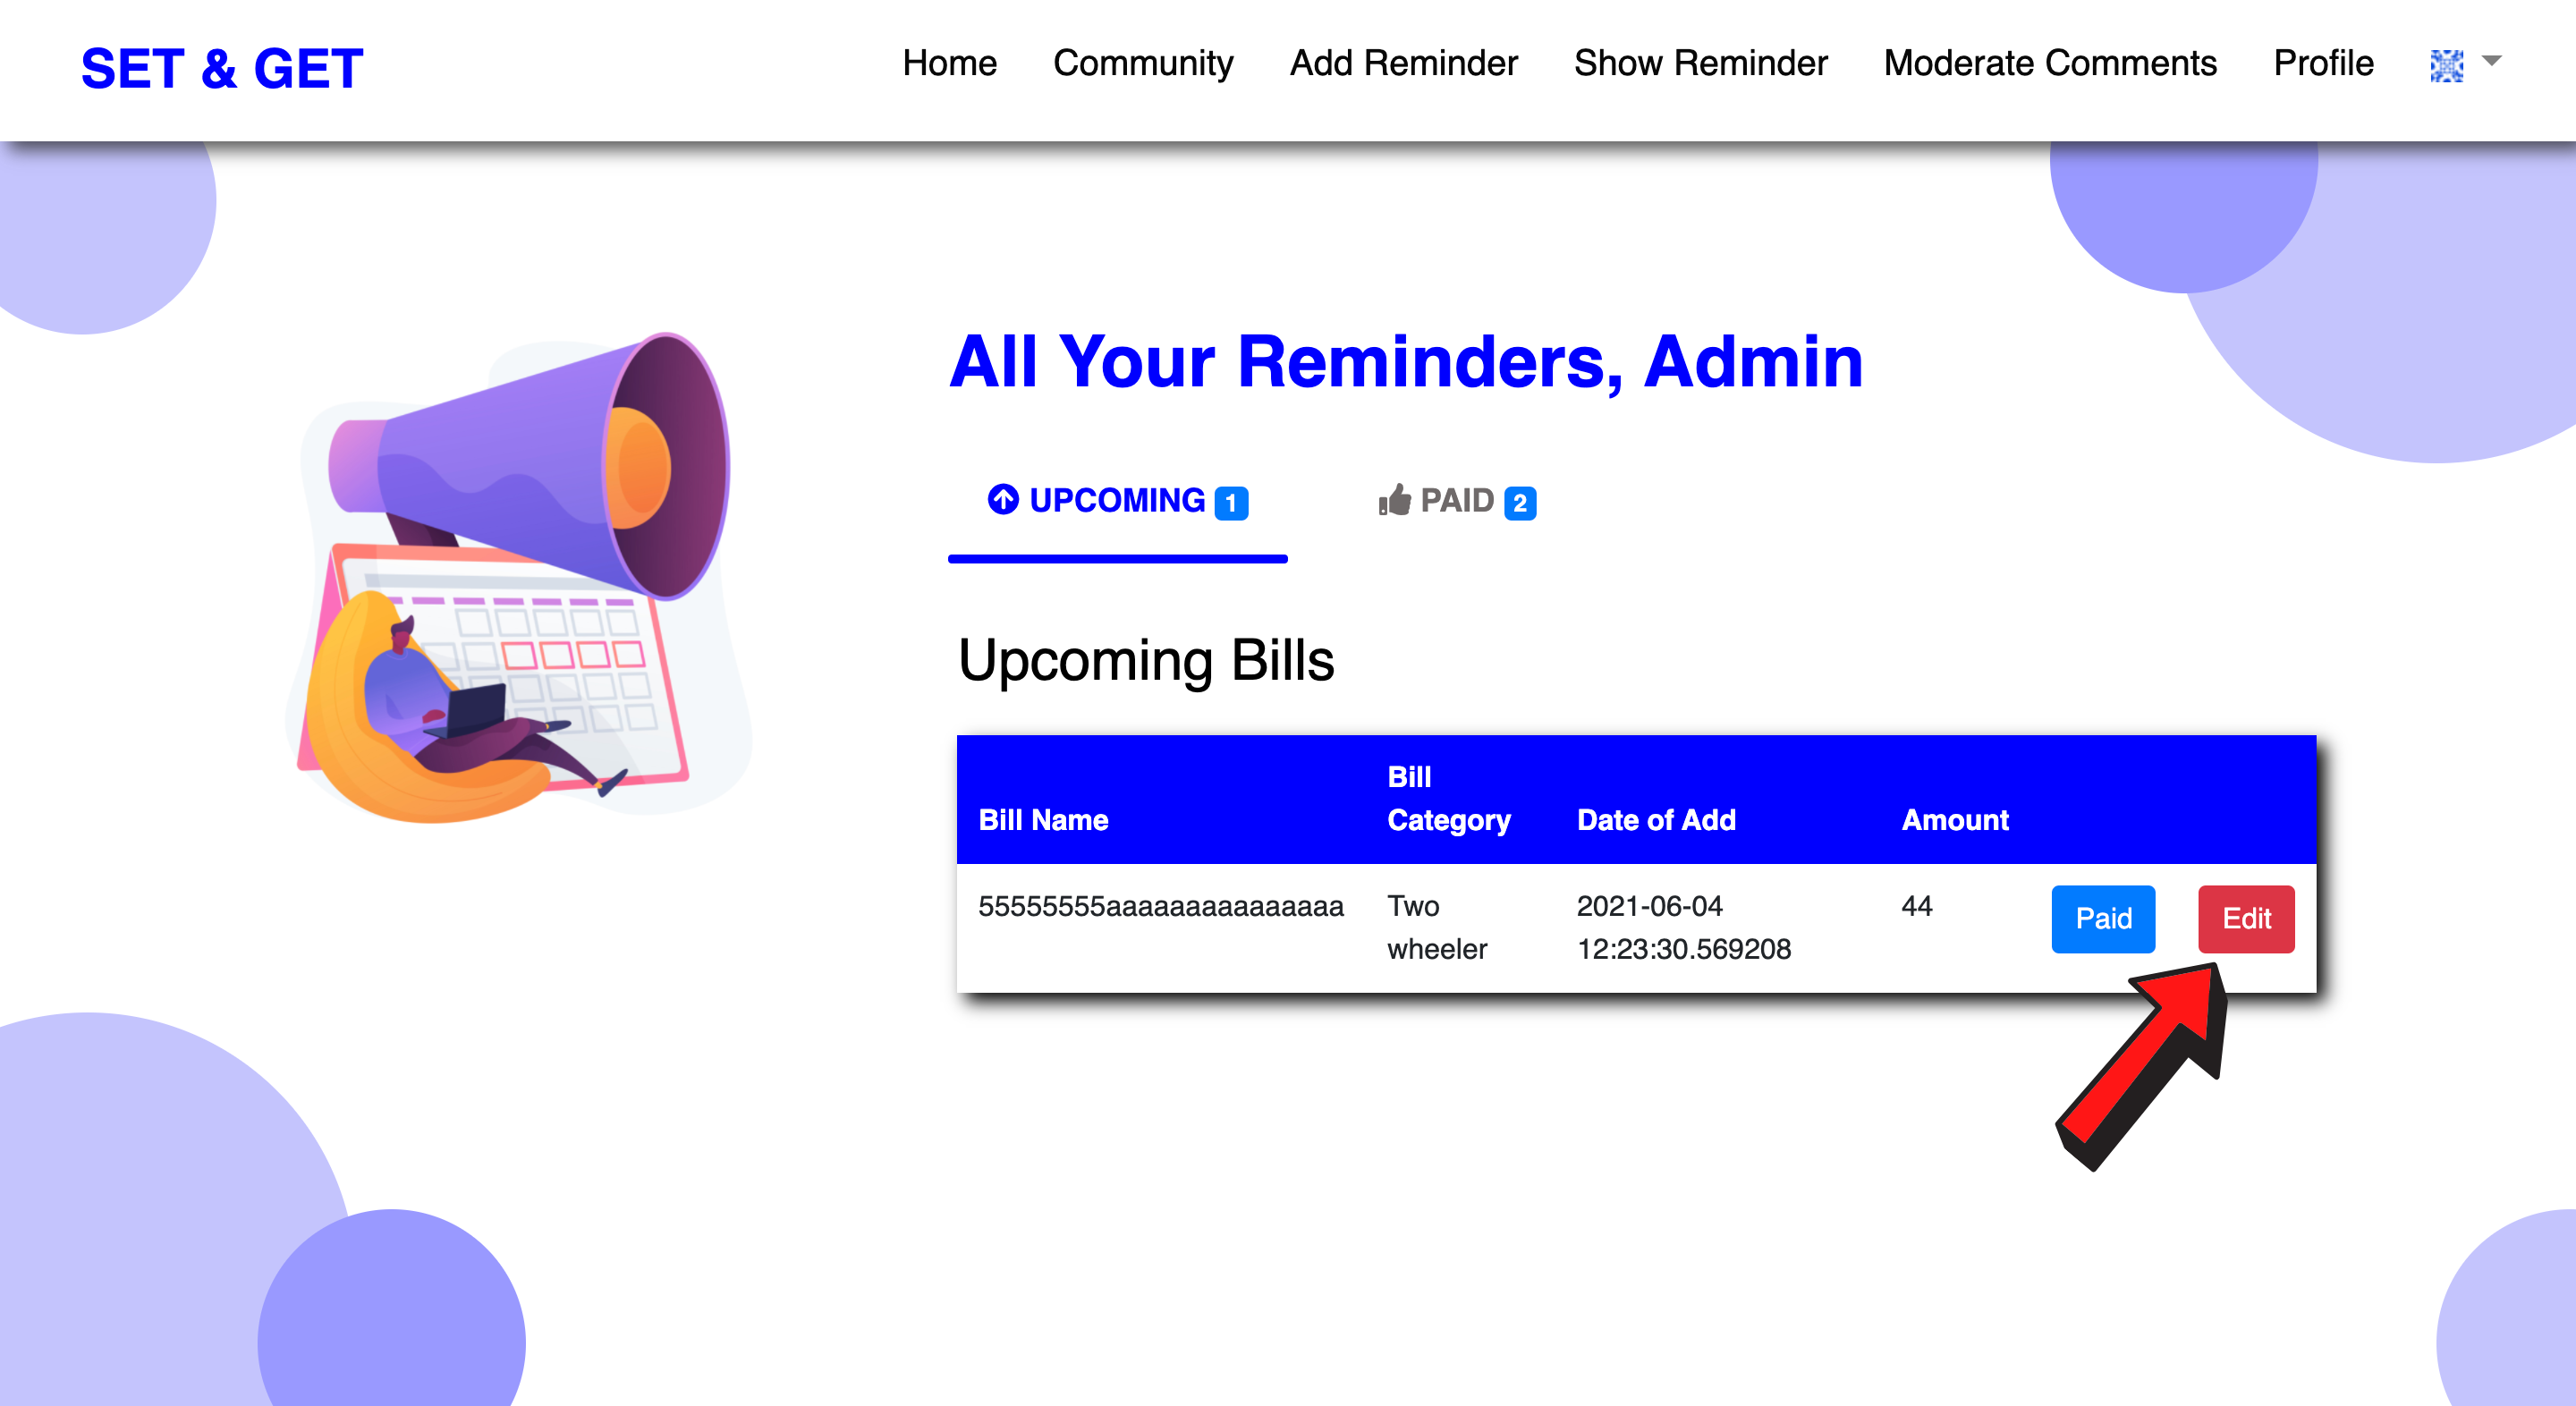 SET & GET
Home Community Add Reminder Show Reminder Moderate Comments Profile
All Your Reminders, Admin
UPCOMING 1 PAID 2
Upcoming Bills
Bill
Bill Name Category Date of Add Amount
55555555aaaaaaaaaaaaaaa Two 2021-06-04 44 Paid Edit
wheeler 12:23:30.569208